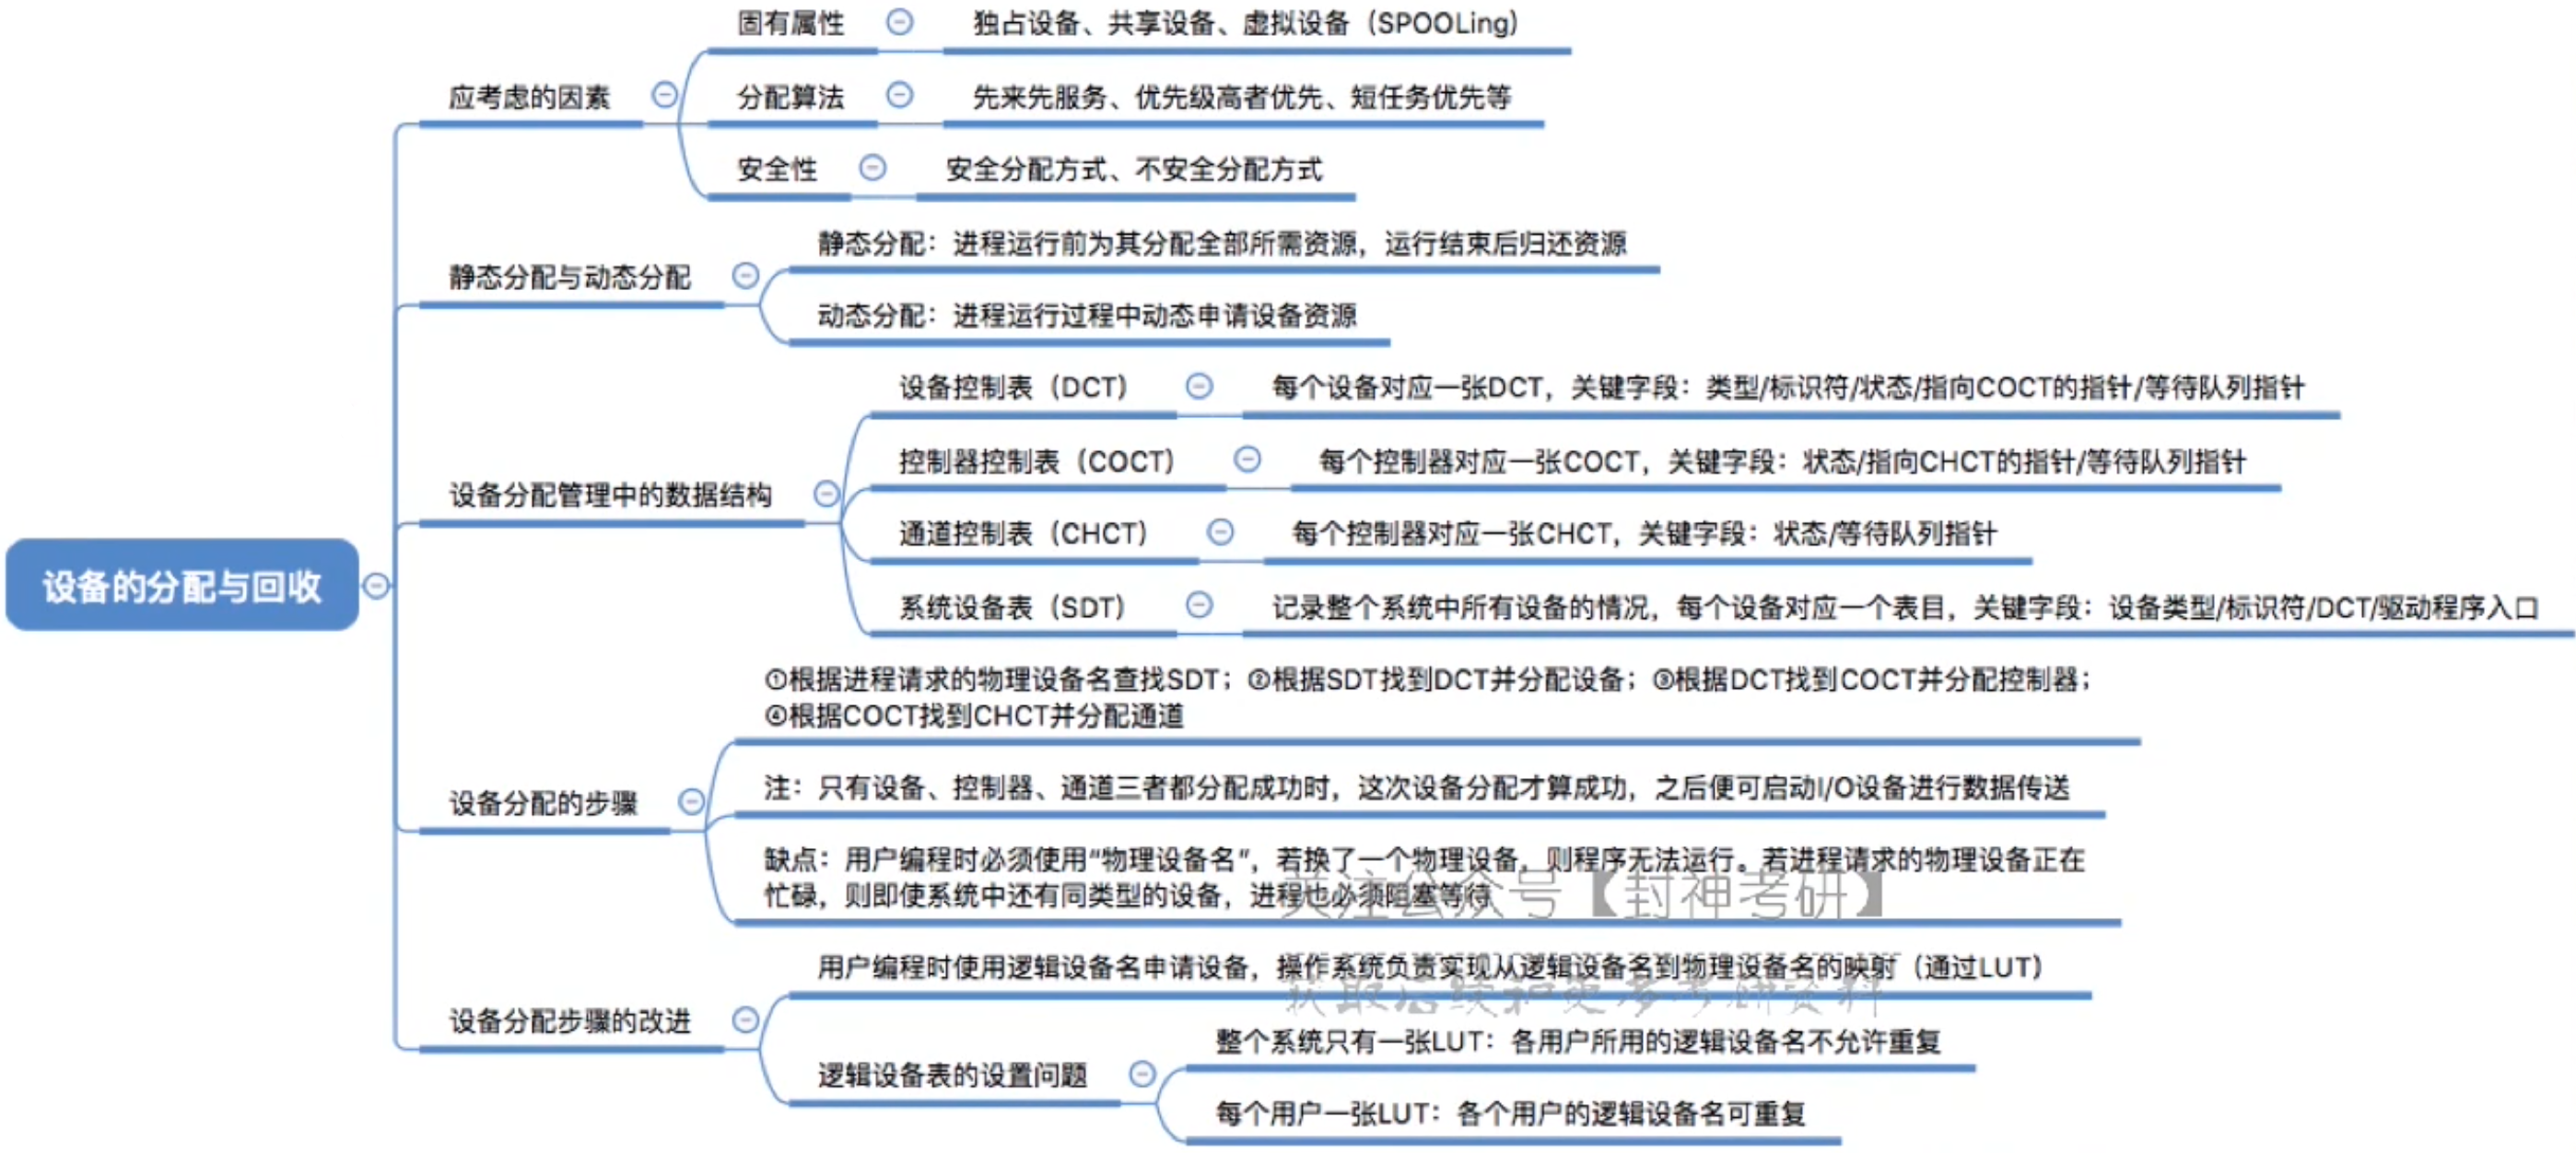 设备的分配与回收
应考虑的因素
固有属性
独占设备、共享设备、虚拟设备（SPOOLing）
分配算法
先来先服务、优先级高者优先、短任务优先等
安全性
安全分配方式、不安全分配方式
静态分配与动态分配
静态分配：进程运行前为其分配全部所需资源，运行结束后归还资源
动态分配：进程运行过程中动态申请设备资源
设备分配管理中的数据结构
设备控制表（DCT）
每个设备对应一张DCT，关键字段：类型/标识符/状态/指向COCT的指针/等待队列指针
控制器控制表（COCT）
每个控制器对应一张COCT，关键字段：状态/指向CHCT的指针/等待队列指针
通道控制表（CHCT）
每个控制器对应一张CHCT，关键字段：状态/等待队列指针
系统设备表（SDT）
记录整个系统中所有设备的情况，每个设备对应一个表目，关键字段：设备类型/标识符/DCT/驱动程序入口
设备分配的步骤
①根据进程请求的物理设备名查找SDT；②根据SDT找到DCT并分配设备；③根据DCT找到COCT并分配控制器；
④根据COCT找到CHCT并分配通道
注：只有设备、控制器、通道三者都分配成功时，这次设备分配才算成功，之后便可启动I/O设备进行数据传送
缺点：用户编程时必须使用“物理设备名”，若换了一个物理设备，则程序无法运行。若进程请求的物理设备正在
忙碌，则即使系统中还有同类型的设备，进程也必须阻塞等待
关注公众号【封神考研】
设备分配步骤的改进
用户编程时使用逻辑设备名申请设备，操作系统负责实现从逻辑设备名到物理设备名的映射（通过LUT）
获取后续和更多考研资料
逻辑设备表的设置问题
整个系统只有一张LUT：各用户所用的逻辑设备名不允许重复
每个用户一张LUT：各个用户的逻辑设备名可重复